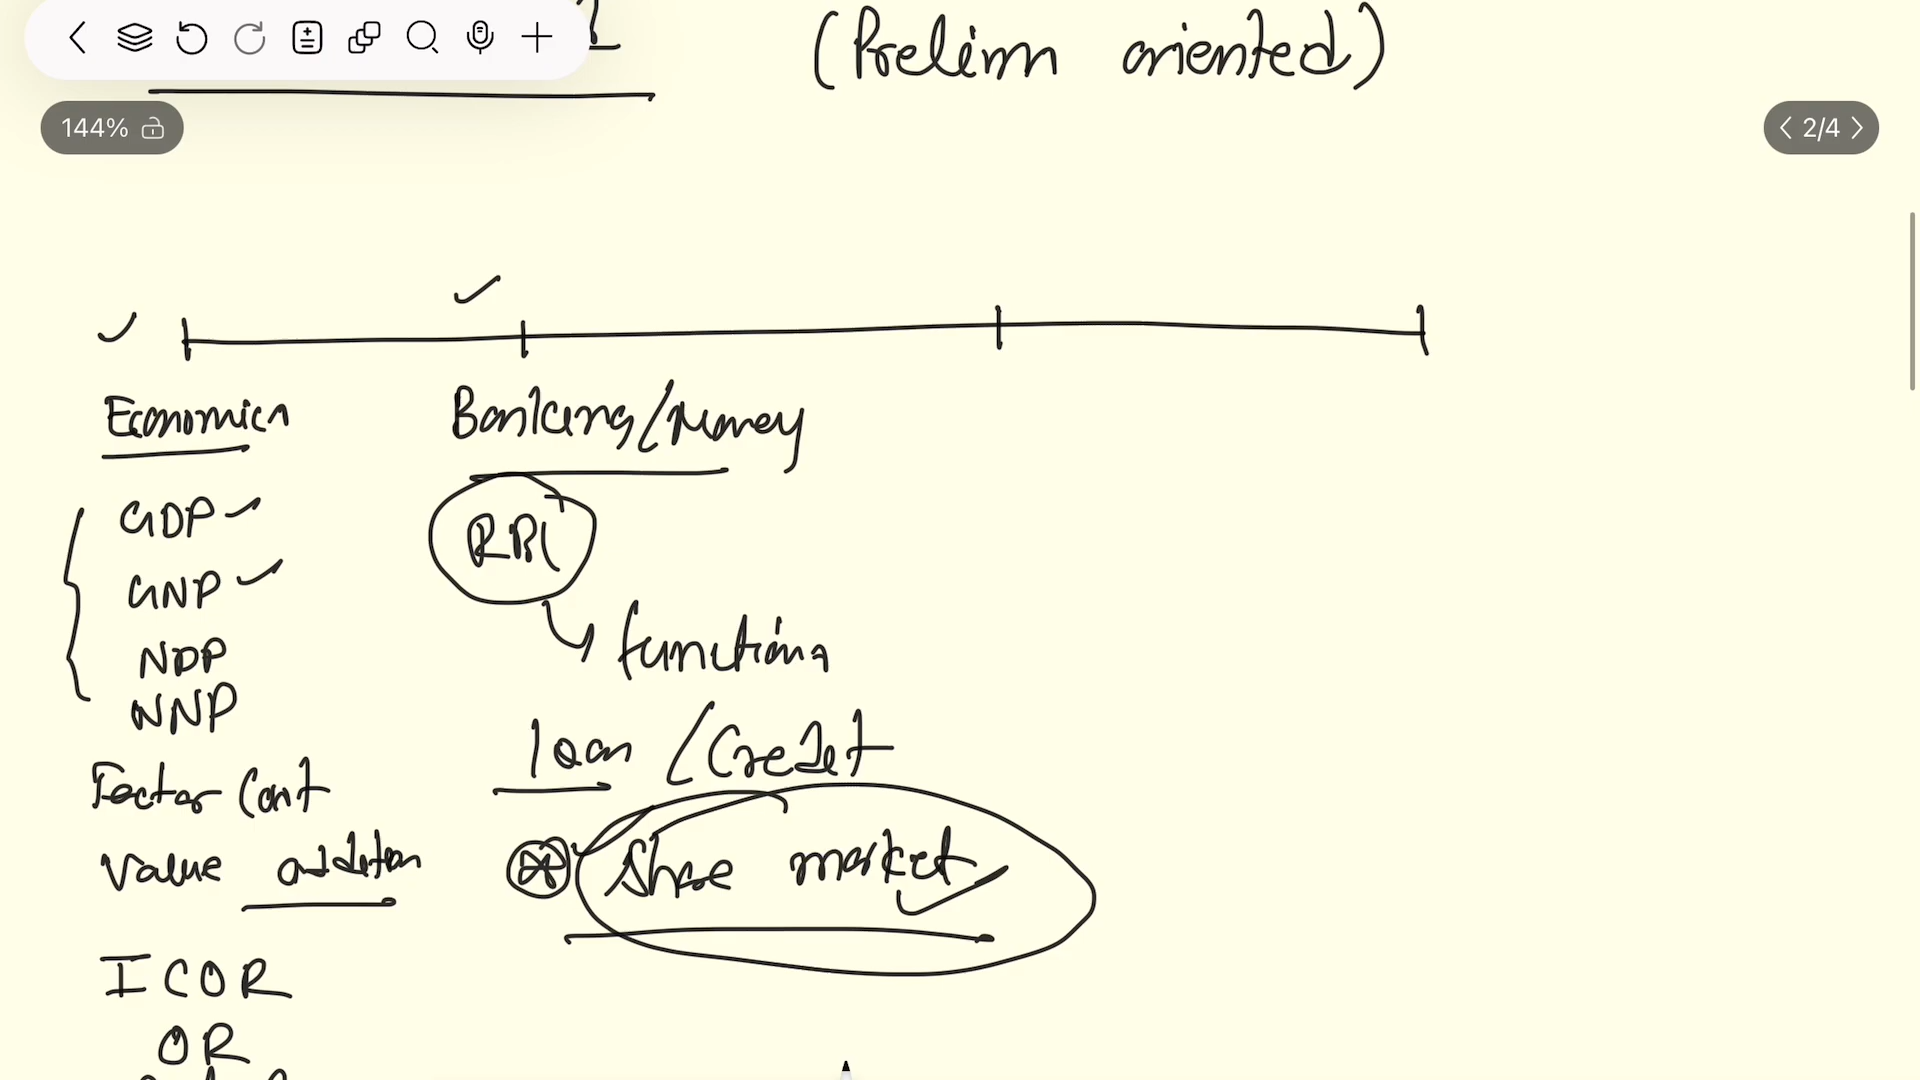 (Prelim oriented)
144%
2/4
Economics
Banking/Money
GDP
RBI
GNP
functions
NDP
NNP
loan / Credit
Factor Cost
Share market
Value addition
ICOR
OR